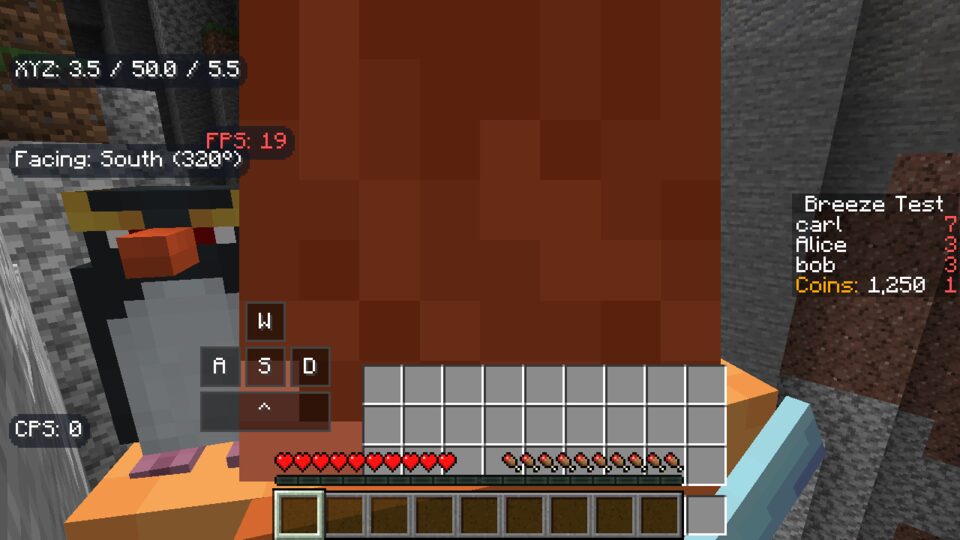 XYZ: 3.5 / 50.0 / 5.5
FPS: 19
Facing: South (320°)
Breeze Test
carl 7
Alice 3
bob 3
Coins: 1,250 1
W
A S D
^
CPS: 0